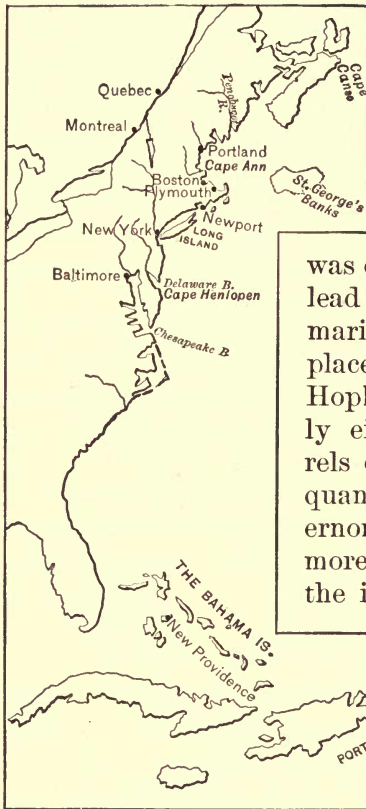 Quebec
Montreal
Penobscot
R.
Cape
Canso
Portland
Cape Ann
Boston
Plymouth
St. George's
Banks
Newport
New York
LONG
ISLAND
Baltimore
Delaware B.
Cape Henlopen
Chesapeake B
THE BAHAMA IS.
New Providence
PORT
was
lead
mari
place
Hopk
ly ei
rels
quan
ernor
more
the i